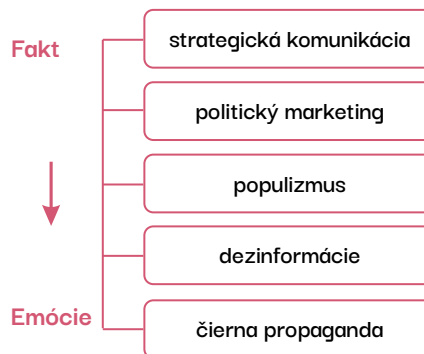 Fakt
strategická komunikácia
politický marketing
populizmus
dezinformácie
Emócie
čierna propaganda